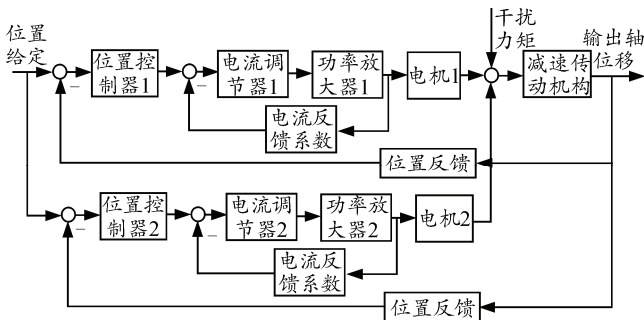 位置
给定
位置控
制器1
电流调
节器1
功率放
大器1
电机1
干扰
力矩
减速传
动机构
输出轴
位移
电流反
馈系数
位置反馈
位置控
制器2
电流调
节器2
功率放
大器2
电机2
电流反
馈系数
位置反馈